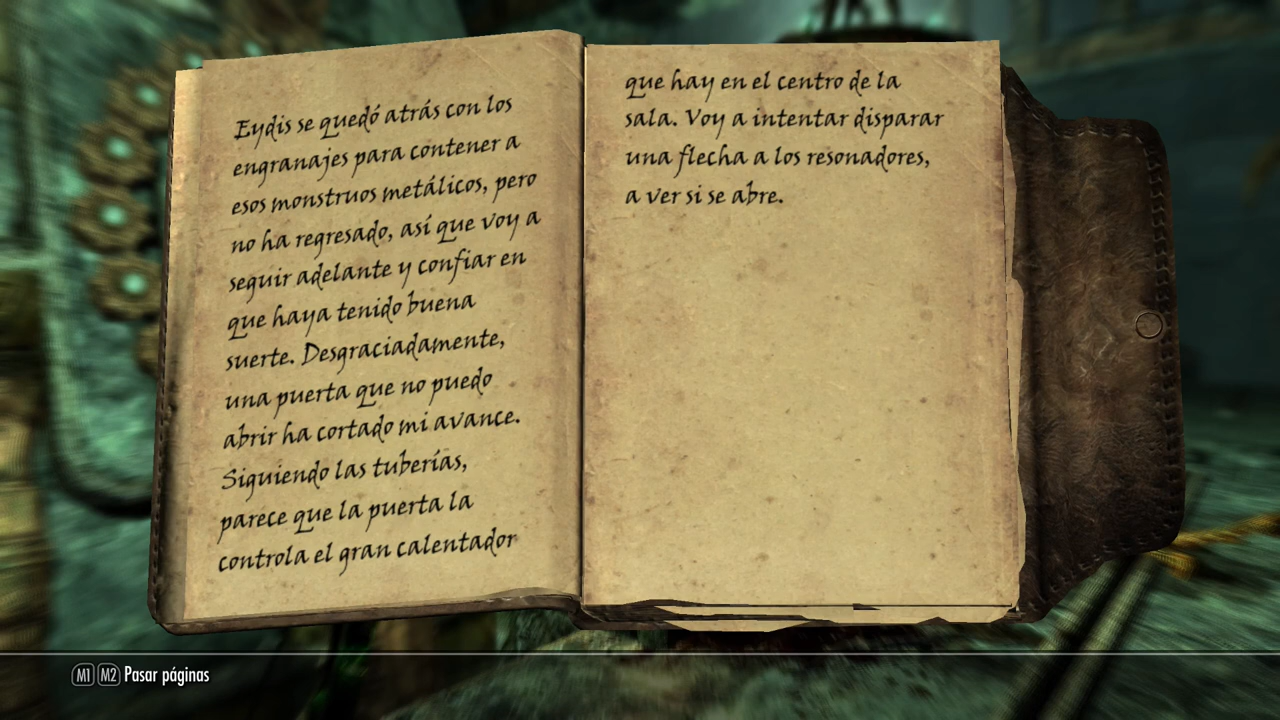 Eydis se quedó atrás con los
engranajes para contener a
esos monstruos metálicos, pero
no ha regresado, así que voy a
seguir adelante y confiar en
que haya tenido buena
suerte. Desgraciadamente,
una puerta que no puedo
abrir ha cortado mi avance.
Siguiendo las tuberías,
parece que la puerta la
controla el gran calentador
que hay en el centro de la
sala. Voy a intentar disparar
una flecha a los resonadores,
a ver si se abre.
M1 M2 Pasar páginas